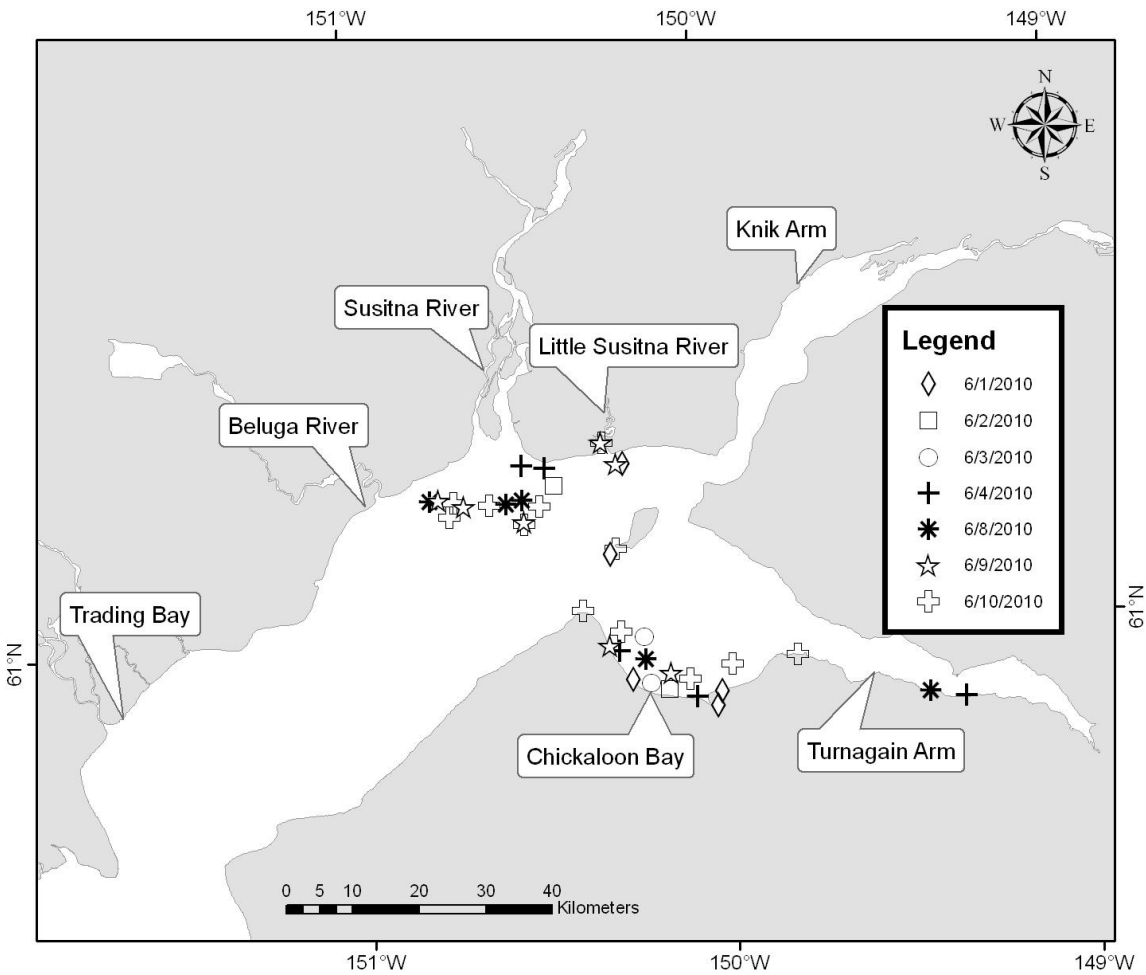 151°W 150°W 149°W
N
W E
S
Knik Arm
Susitna River
Little Susitna River
Legend
6/1/2010
6/2/2010
6/3/2010
6/4/2010
6/8/2010
6/9/2010
6/10/2010
Beluga River
Trading Bay
61°N
61°N
Chickaloon Bay
Turnagain Arm
0 5 10 20 30 40
Kilometers
151°W 150°W 149°W